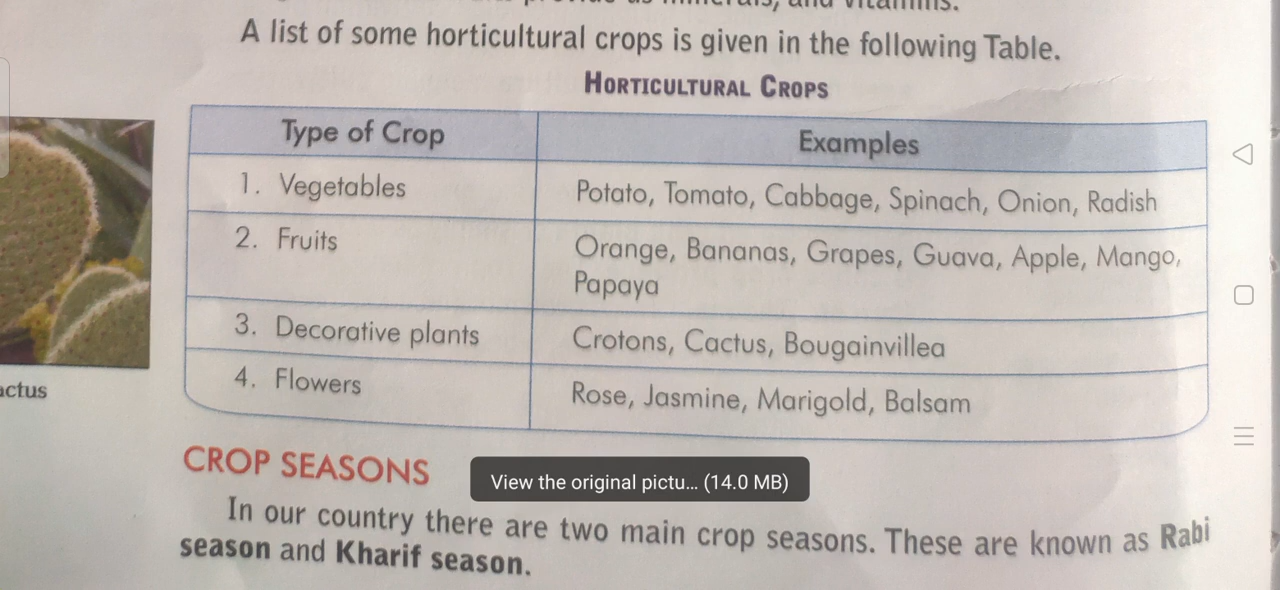 and vitamins.
A list of some horticultural crops is given in the following Table.
HORTICULTURAL CROPS
Type of Crop Examples
1. Vegetables Potato, Tomato, Cabbage, Spinach, Onion, Radish
2. Fruits Orange, Bananas, Grapes, Guava, Apple, Mango,
Papaya
3. Decorative plants Crotons, Cactus, Bougainvillea
4. Flowers Rose, Jasmine, Marigold, Balsam
actus
CROP SEASONS
View the original pictu... (14.0 MB)
In our country there are two main crop seasons. These are known as Rabi
season and Kharif season.